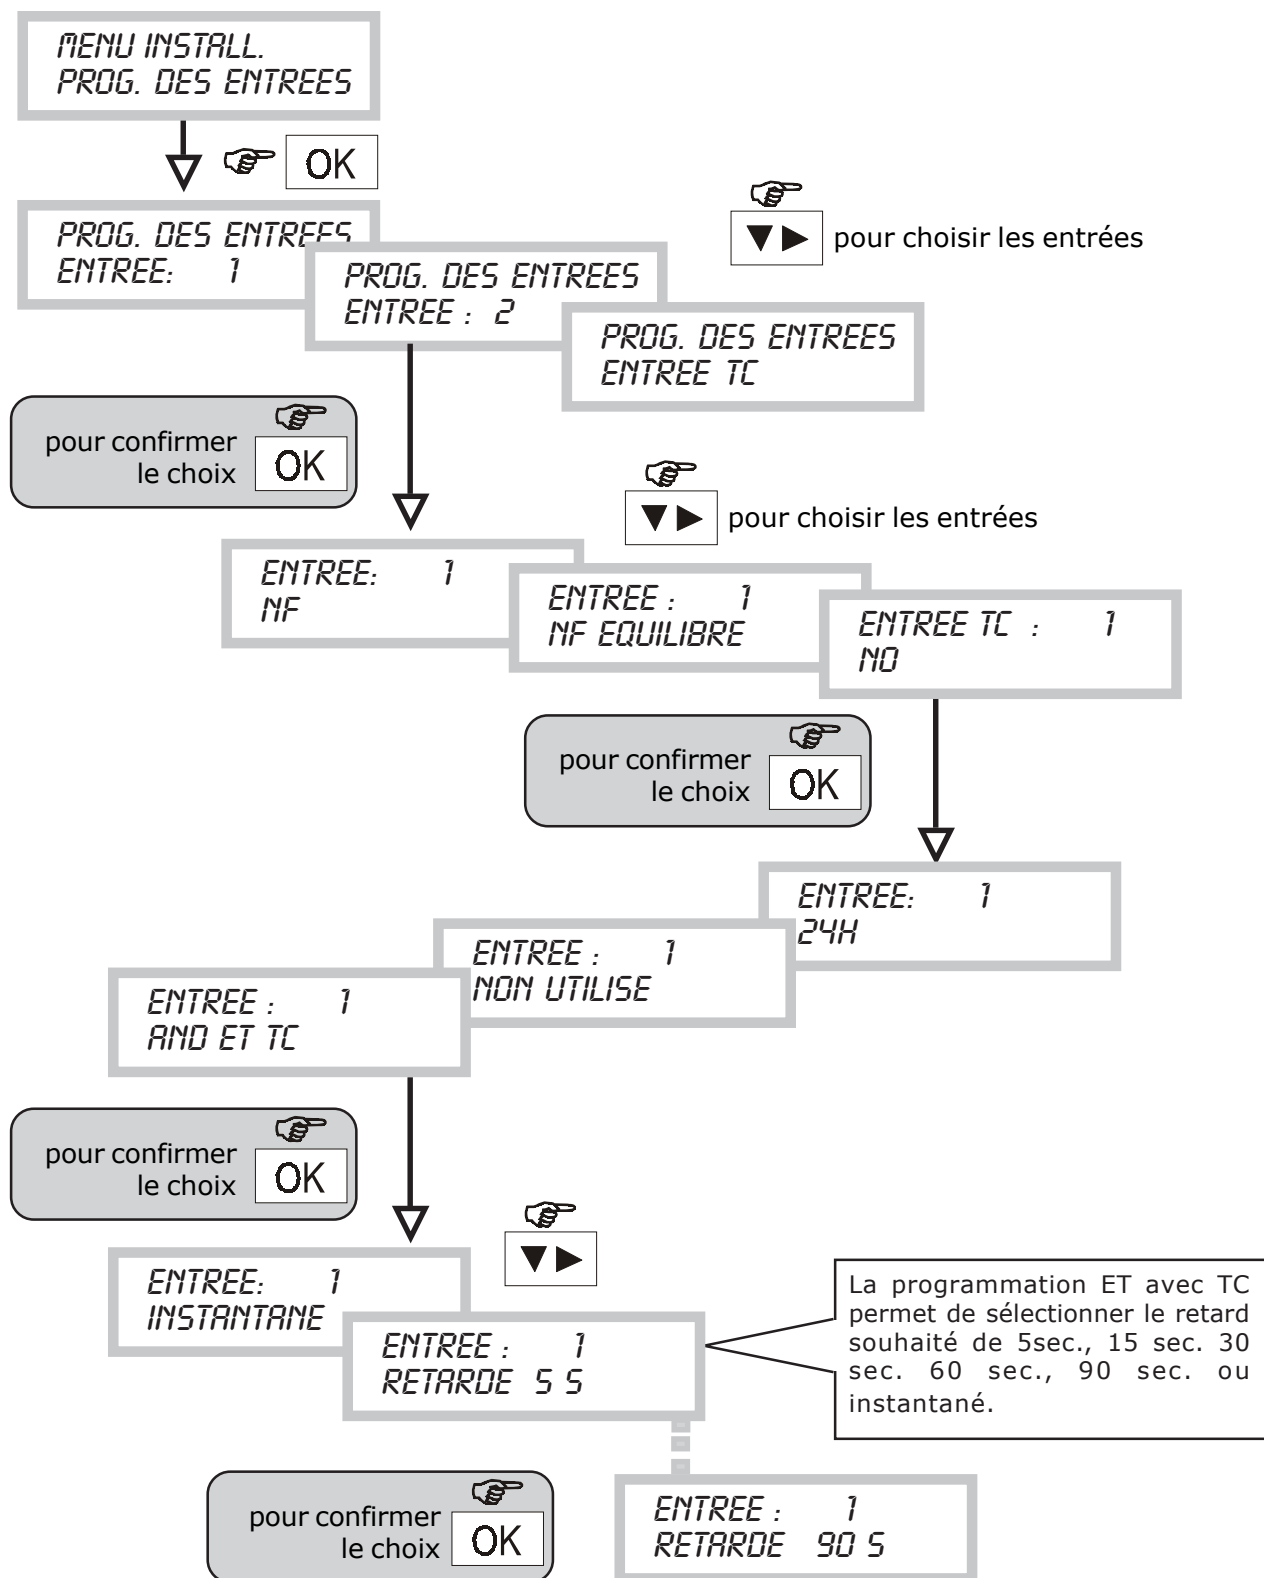 MENU INSTALL.
PROG. DES ENTREES
OK
PROG. DES ENTREES
ENTREE: 1
PROG. DES ENTREES
ENTREE : 2
PROG. DES ENTREES
ENTREE TC
▼► pour choisir les entrées
pour confirmer
le choix
OK
▼► pour choisir les entrées
ENTREE: 1
NF
ENTREE : 1
NF EQUILIBRE
ENTREE TC : 1
NO
pour confirmer
le choix
OK
ENTREE: 1
24H
ENTREE : 1
NON UTILISE
ENTREE : 1
AND ET TC
pour confirmer
le choix
OK
▼►
ENTREE: 1
INSTANTANE
ENTREE : 1
RETARDE 5 S
La programmation ET avec TC
permet de sélectionner le retard
souhaité de 5sec., 15 sec. 30
sec. 60 sec., 90 sec. ou
instantané.
pour confirmer
le choix
OK
ENTREE : 1
RETARDE 90 S